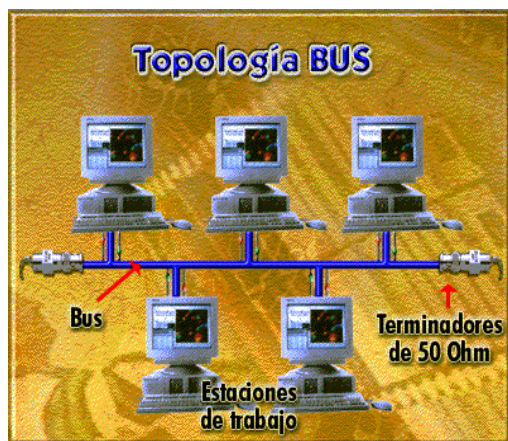 Topología BUS
Bus
Terminadores
de 50 Ohm
Estaciones
de trabajo